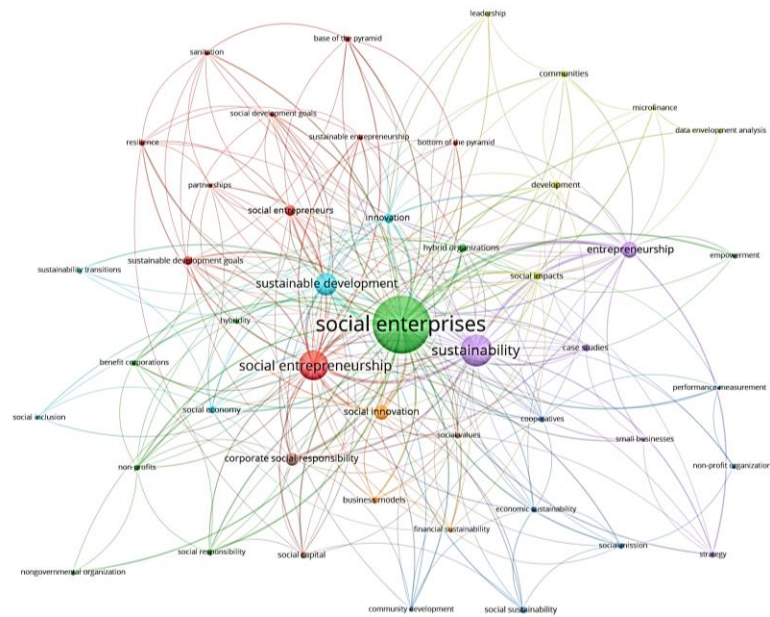 leadership
base of the pyramid
sanitation
communities
microfinance
social development goals
data envelopment analysis
sustainable entrepreneurship
resilience
bottom of the pyramid
partnerships
development
social entrepreneurs
innovation
hybrid organizations
entrepreneurship
empowerment
sustainable development goals
sustainability transitions
social impacts
sustainable development
hybridity
social enterprises
case studies
sustainability
benefit corporations
social entrepreneurship
performance measurement
social economy
social innovation
social inclusion
cooperatives
social values
small businesses
corporate social responsibility
non-profits
non-profit organization
business models
economic sustainability
financial sustainability
social mission
social responsibility
social capital
strategy
nongovernmental organization
community development
social sustainability